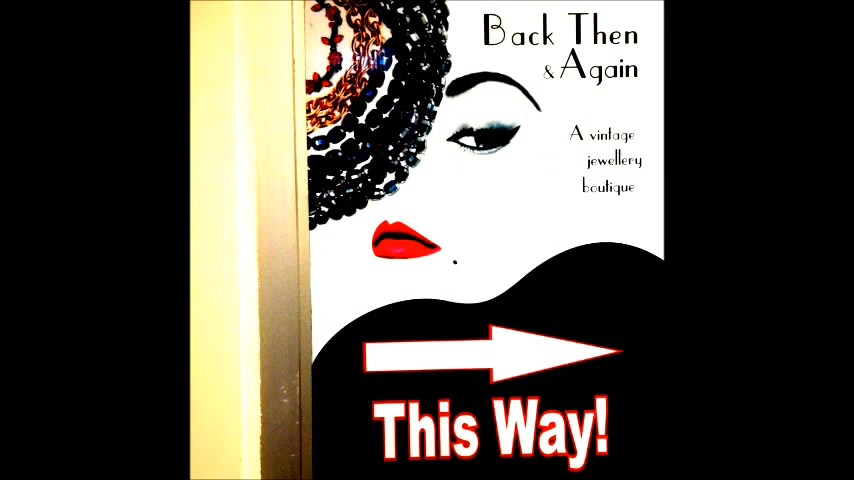 Back Then
& Again
A vintage
jewellery
boutique
This Way!